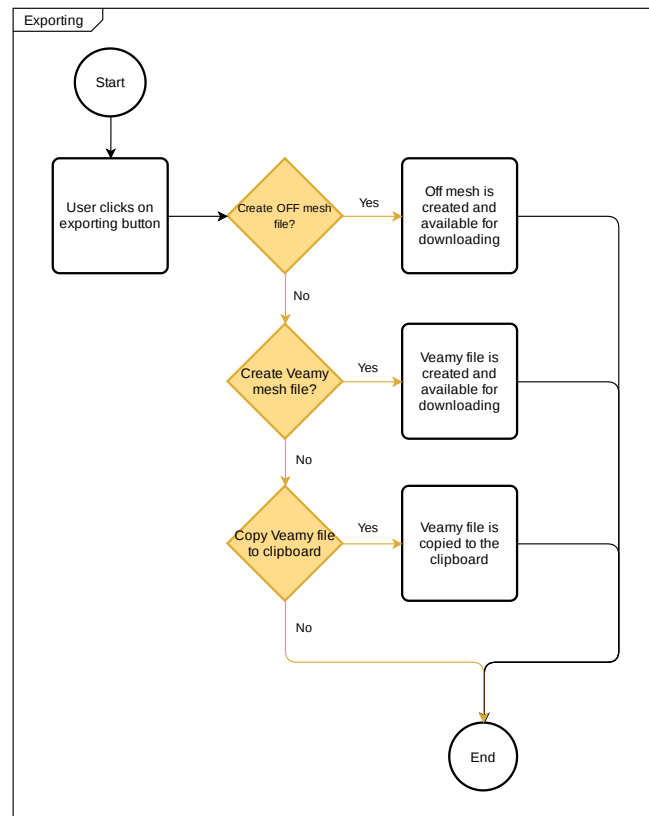 Exporting
Start
User clicks on
exporting button
Create OFF mesh
file?
Yes
Off mesh is
created and
available for
downloading
No
Create Veamy
mesh file?
Yes
Veamy file is
created and
available for
downloading
No
Copy Veamy file
to clipboard
Yes
Veamy file is
copied to the
clipboard
No
End